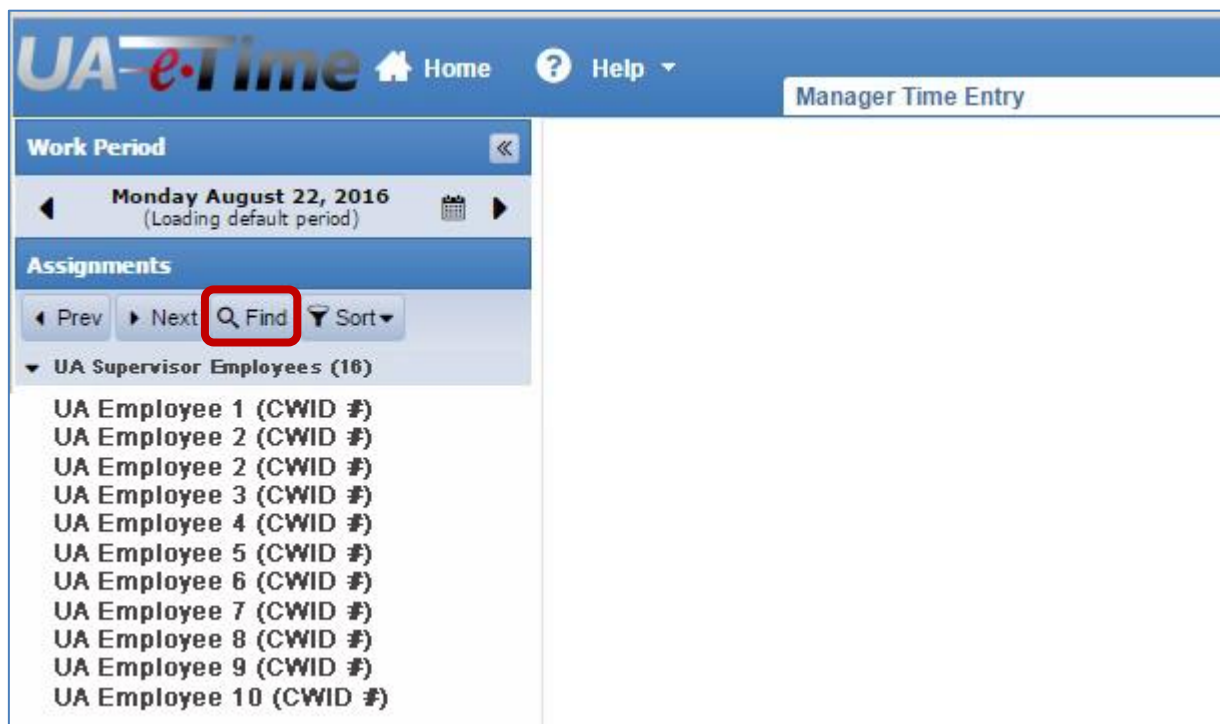 UA-e-Time Home ? Help
Manager Time Entry
Work Period
Monday August 22, 2016
(Loading default period)
Assignments
Prev Next Find Sort
UA Supervisor Employees (16)
UA Employee 1 (CWID #)
UA Employee 2 (CWID #)
UA Employee 2 (CWID #)
UA Employee 3 (CWID #)
UA Employee 4 (CWID #)
UA Employee 5 (CWID #)
UA Employee 6 (CWID #)
UA Employee 7 (CWID #)
UA Employee 8 (CWID #)
UA Employee 9 (CWID #)
UA Employee 10 (CWID #)